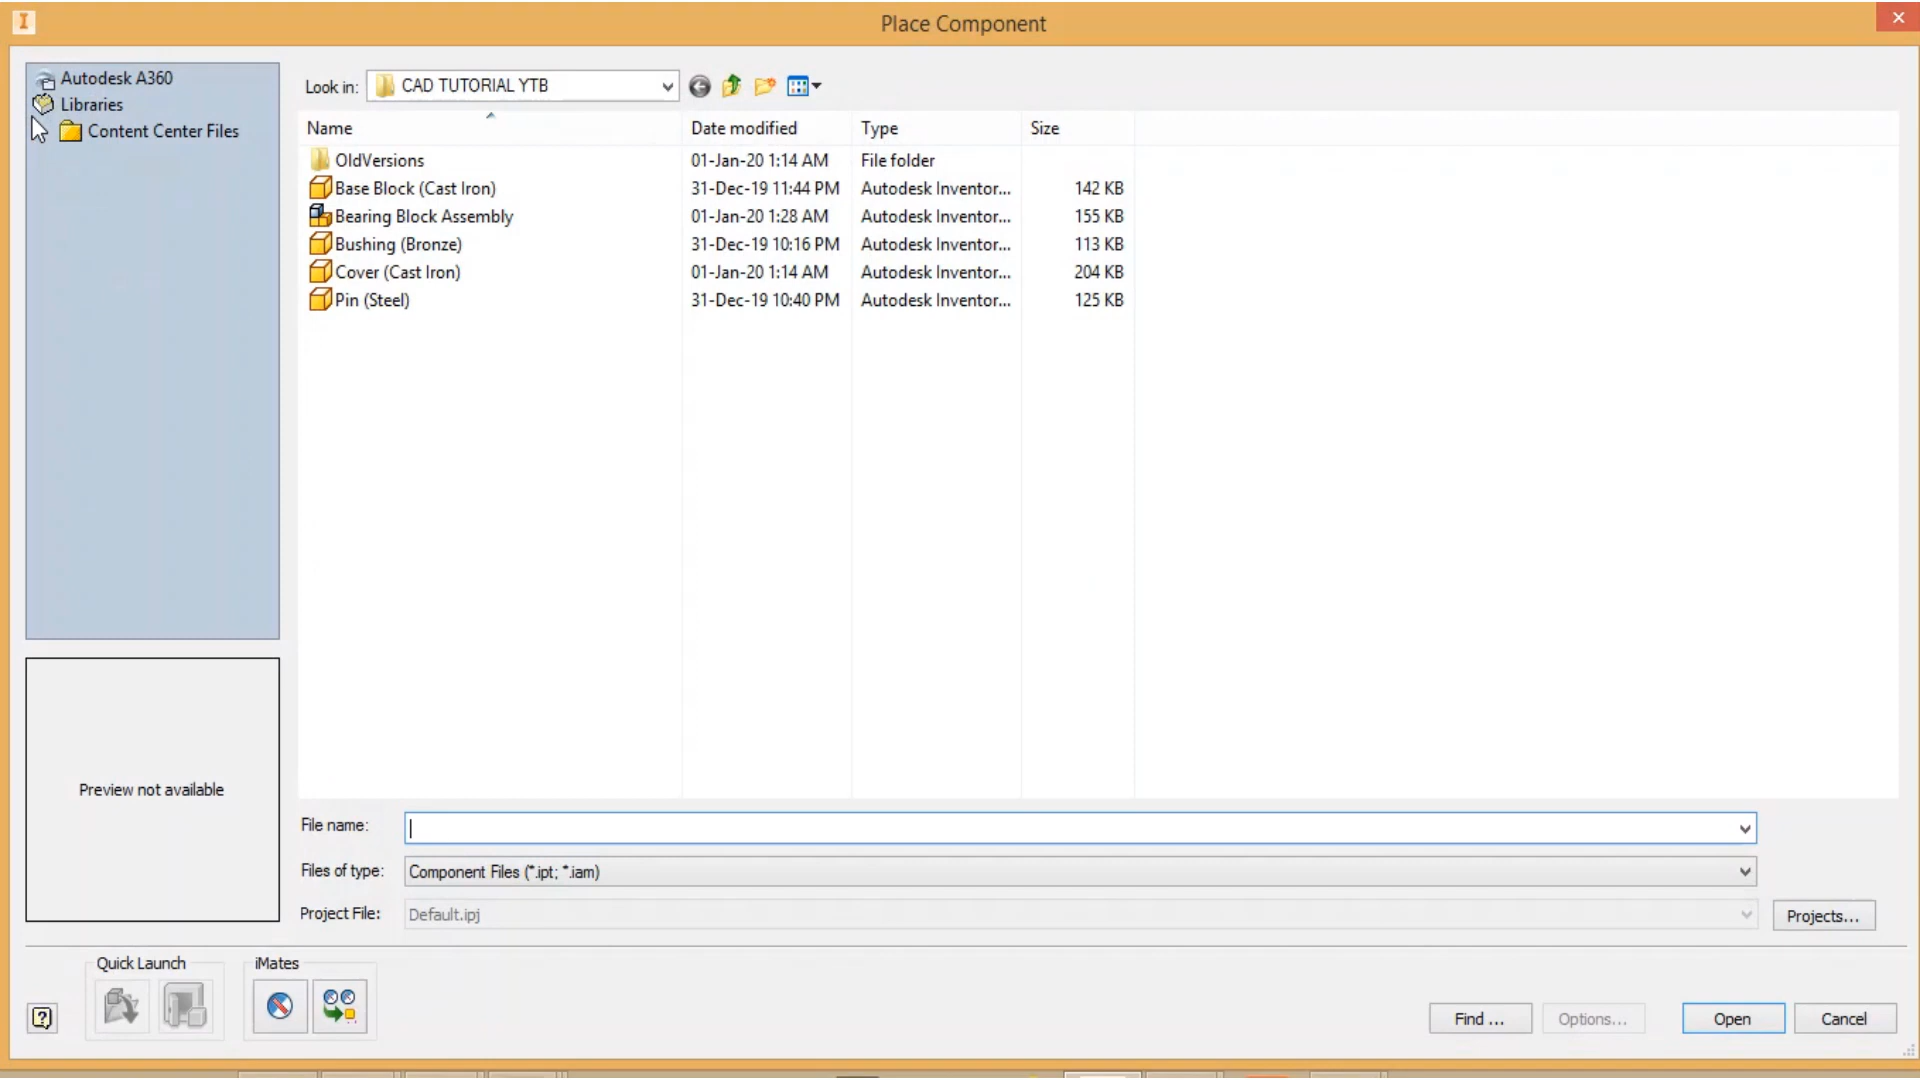 Place Component
Autodesk A360
Libraries
Content Center Files
Look in: CAD TUTORIAL YTB
Name Date modified Type Size
OldVersions 01-Jan-20 1:14 AM File folder
Base Block (Cast Iron) 31-Dec-19 11:44 PM Autodesk Inventor... 142 KB
Bearing Block Assembly 01-Jan-20 1:28 AM Autodesk Inventor... 155 KB
Bushing (Bronze) 31-Dec-19 10:16 PM Autodesk Inventor... 113 KB
Cover (Cast Iron) 01-Jan-20 1:14 AM Autodesk Inventor... 204 KB
Pin (Steel) 31-Dec-19 10:40 PM Autodesk Inventor... 125 KB
Preview not available
File name:
Files of type: Component Files (*.ipt; *.iam)
Project File: Default.ipj Projects...
Quick Launch iMates
Find ... Options... Open Cancel